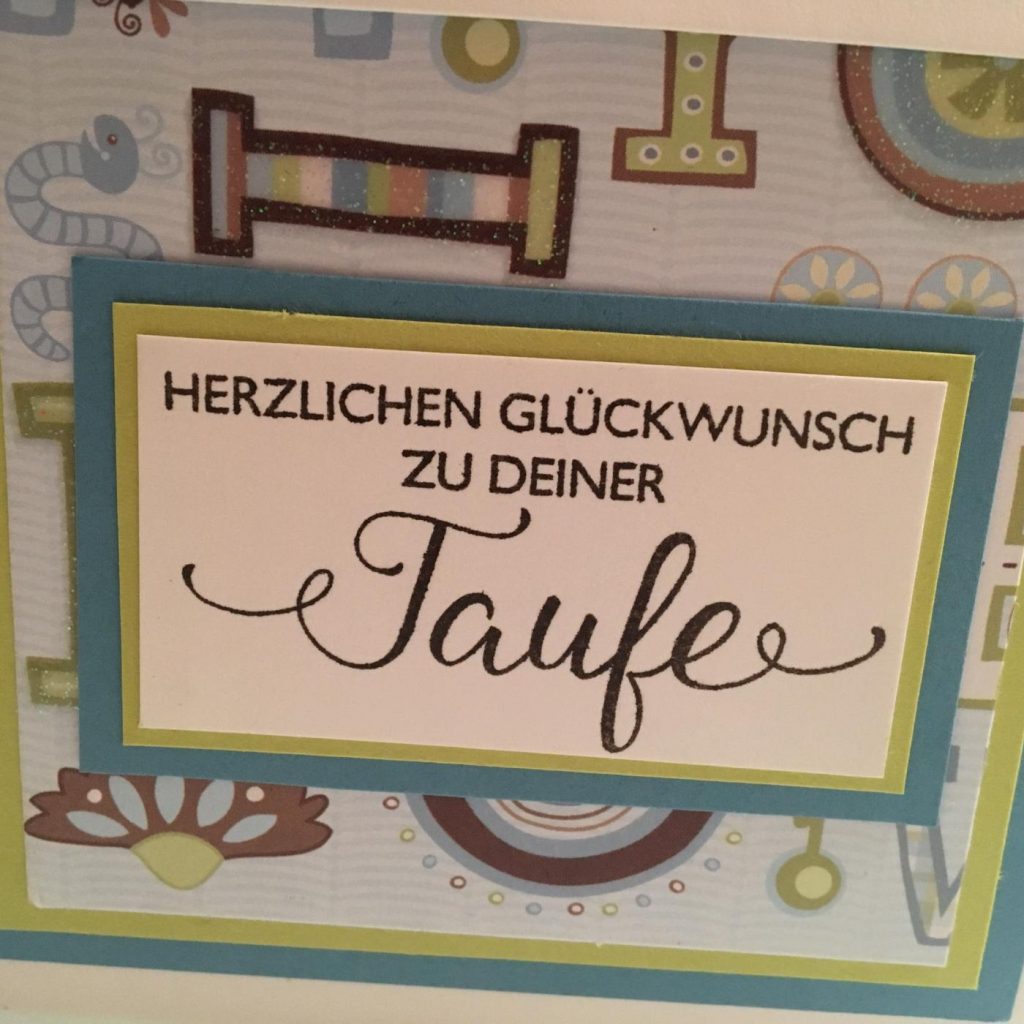 HERZLICHEN GLÜCKWUNSCH
ZU DEINER
Taufe